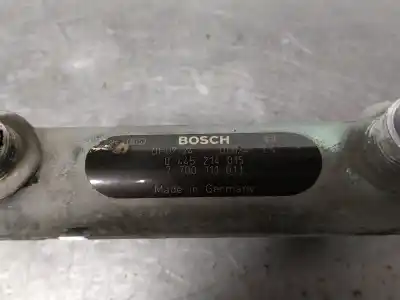 BOSCH
0 445 214 015
7 700 111 011
Made in Germany